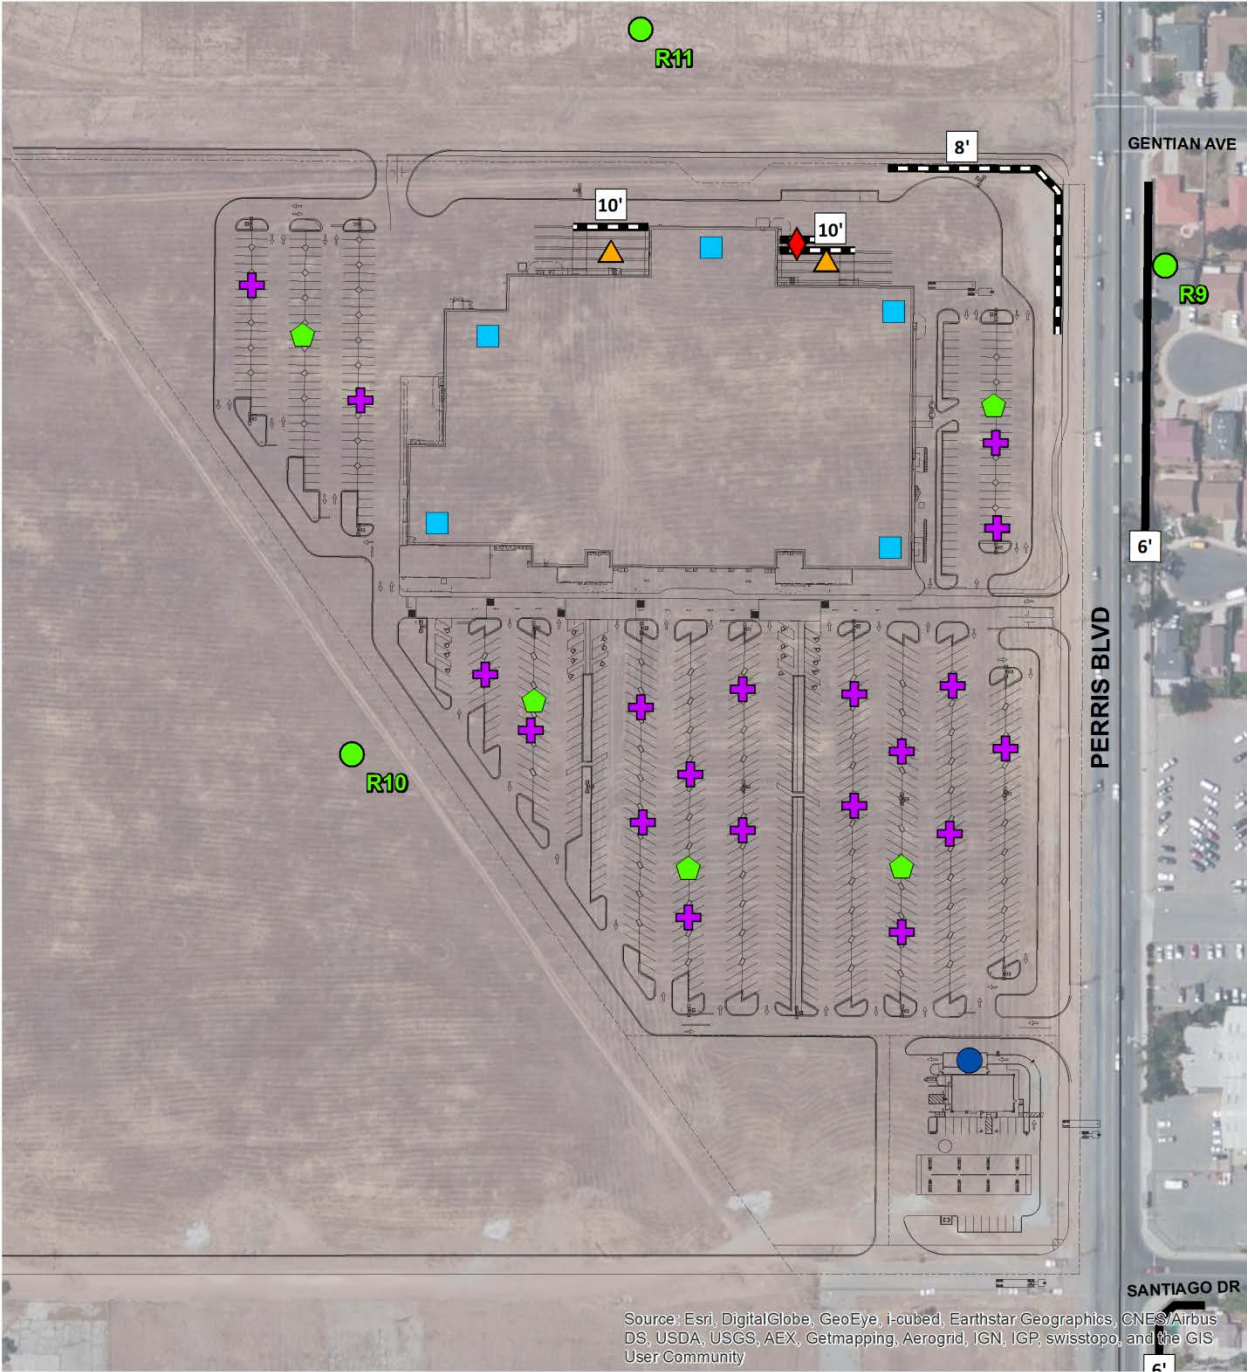 R11
GENTIAN AVE
8'
10'
10'
R9
6'
PERRIS BLVD
R10
SANTIAGO DR
Source: Esri, DigitalGlobe, GeoEye, i-cubed, Earthstar Geographics, CNES/Airbus
DS, USDA, USGS, AEX, Getmapping, Aerogrid, IGN, IGP, swisstopo, and the GIS
User Community
6'